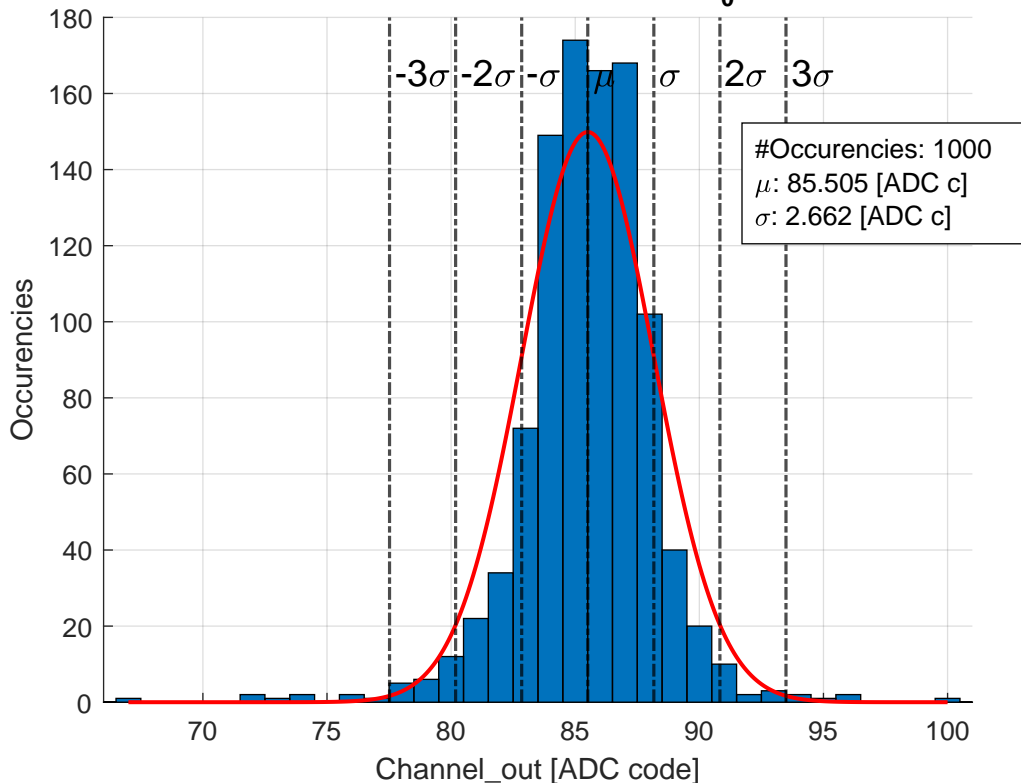 0
180
160
140
120
100
80
60
40
20
0
-3σ -2σ -σ μ σ 2σ 3σ
#Occurencies: 1000
μ: 85.505 [ADC c]
σ: 2.662 [ADC c]
Occurencies
70 75 80 85 90 95 100
Channel_out [ADC code]